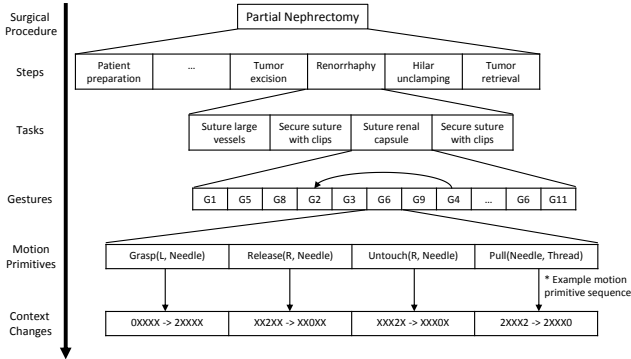 Surgical
Procedure
Partial Nephrectomy
Steps
Patient
preparation
...
Tumor
excision
Renorrhaphy
Hilar
unclamping
Tumor
retrieval
Tasks
Suture large
vessels
Secure suture
with clips
Suture renal
capsule
Secure suture
with clips
Gestures
G1 G5 G8 G2 G3 G6 G9 G4 ... G6 G11
Motion
Primitives
Grasp(L, Needle) Release(R, Needle) Untouch(R, Needle) Pull(Needle, Thread)
* Example motion
primitive sequence
Context
Changes
0XXXX -> 2XXXX XX2XX -> XX0XX XXX2X -> XXX0X 2XXX2 -> 2XXX0